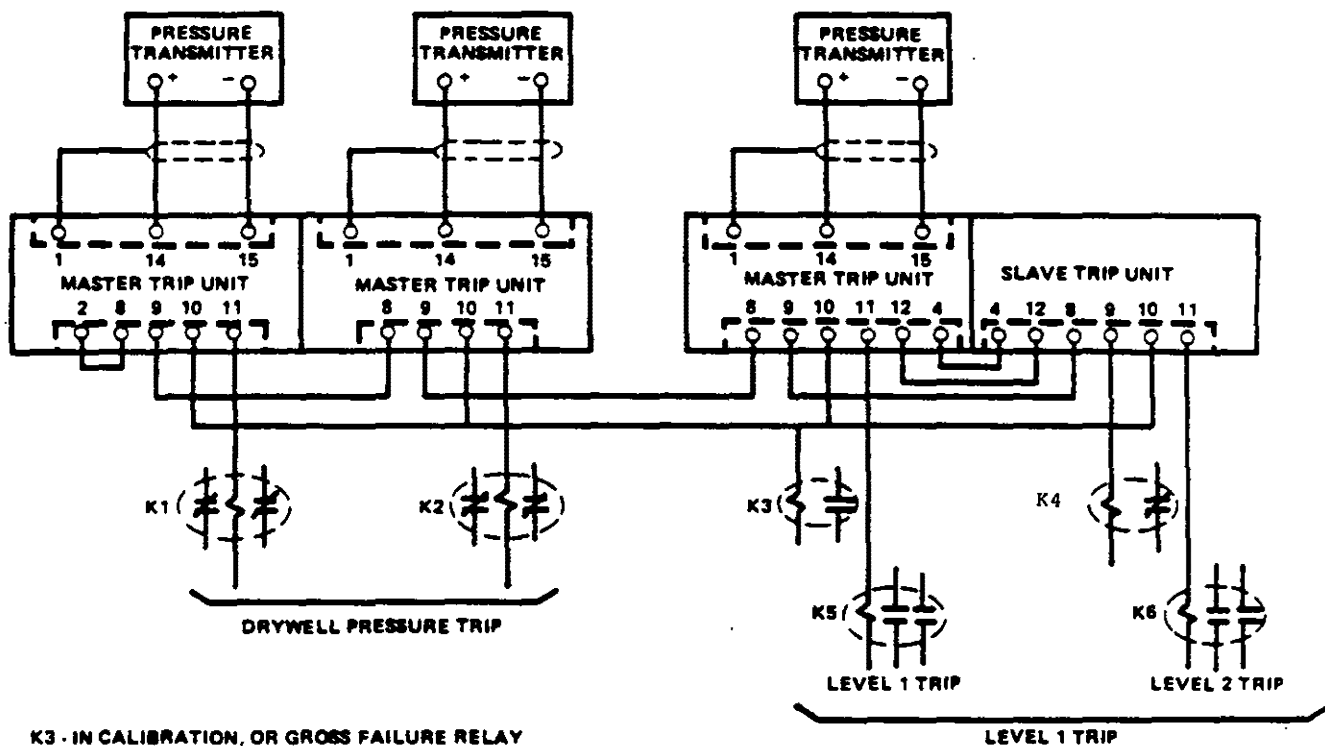 PRESSURE TRANSMITTER
PRESSURE TRANSMITTER
PRESSURE TRANSMITTER
+ -
+ -
+ -
1 14 15
1 14 15
1 14 15
MASTER TRIP UNIT
MASTER TRIP UNIT
MASTER TRIP UNIT
SLAVE TRIP UNIT
2 8 9 10 11
8 9 10 11
8 9 10 11 12 4
4 12 8 9 10 11
K1
K2
K3
K4
DRYWELL PRESSURE TRIP
K5
K6
LEVEL 1 TRIP
LEVEL 2 TRIP
K3 - IN CALIBRATION, OR GROSS FAILURE RELAY
LEVEL 1 TRIP